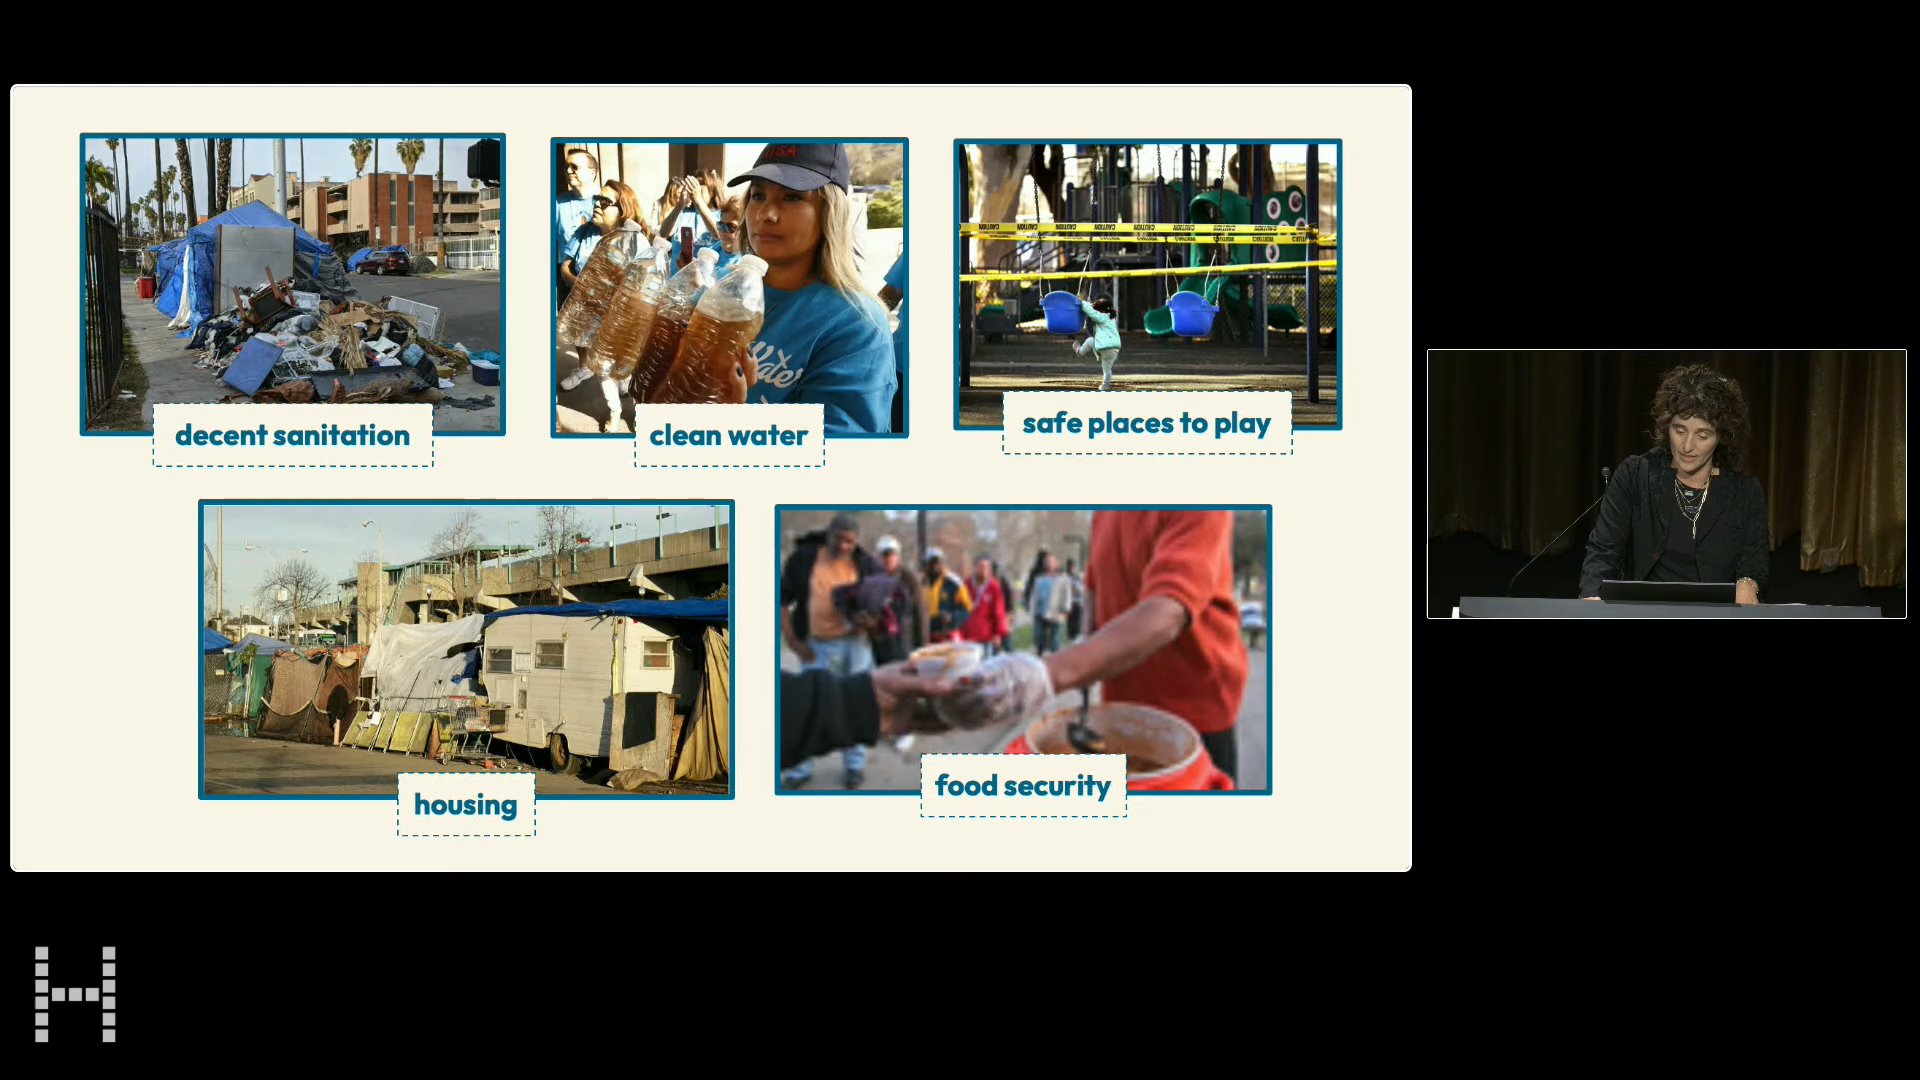 decent sanitation
clean water
safe places to play
housing
food security